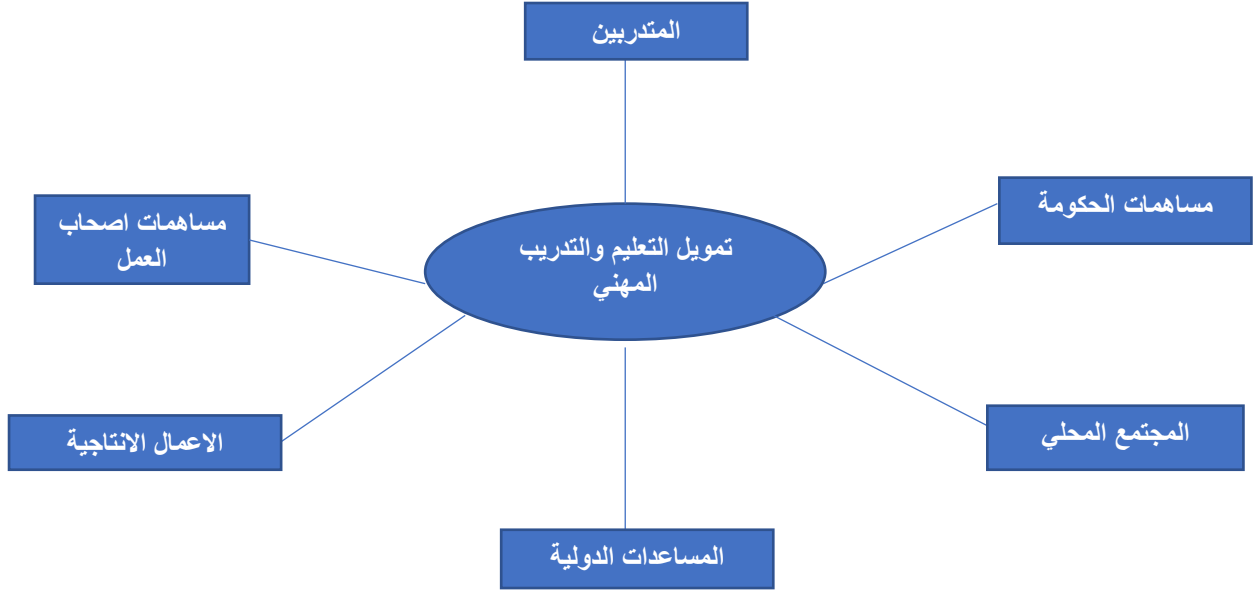 المتدربين
مساهمات الحكومة
مساهمات اصحاب
العمل
تمويل التعليم والتدريب
المهني
المجتمع المحلي
الاعمال الانتاجية
المساعدات الدولية